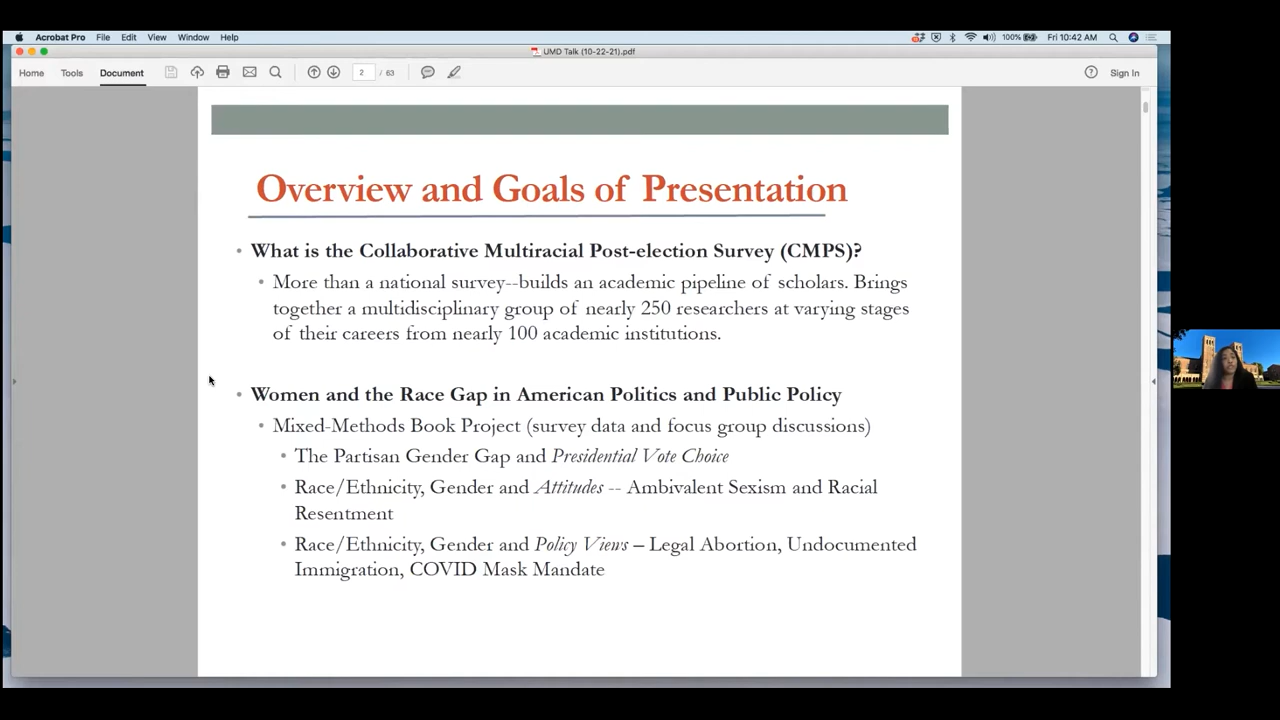 Acrobat Pro File Edit View Window Help 100% Fri 10:42 AM
UMD Talk (10-22-21).pdf
Home Tools Document 2 / 63 Sign In
Overview and Goals of Presentation
• What is the Collaborative Multiracial Post-election Survey (CMPS)?
• More than a national survey--builds an academic pipeline of scholars. Brings
together a multidisciplinary group of nearly 250 researchers at varying stages
of their careers from nearly 100 academic institutions.
• Women and the Race Gap in American Politics and Public Policy
• Mixed-Methods Book Project (survey data and focus group discussions)
• The Partisan Gender Gap and Presidential Vote Choice
• Race/Ethnicity, Gender and Attitudes -- Ambivalent Sexism and Racial
Resentment
• Race/Ethnicity, Gender and Policy Views – Legal Abortion, Undocumented
Immigration, COVID Mask Mandate